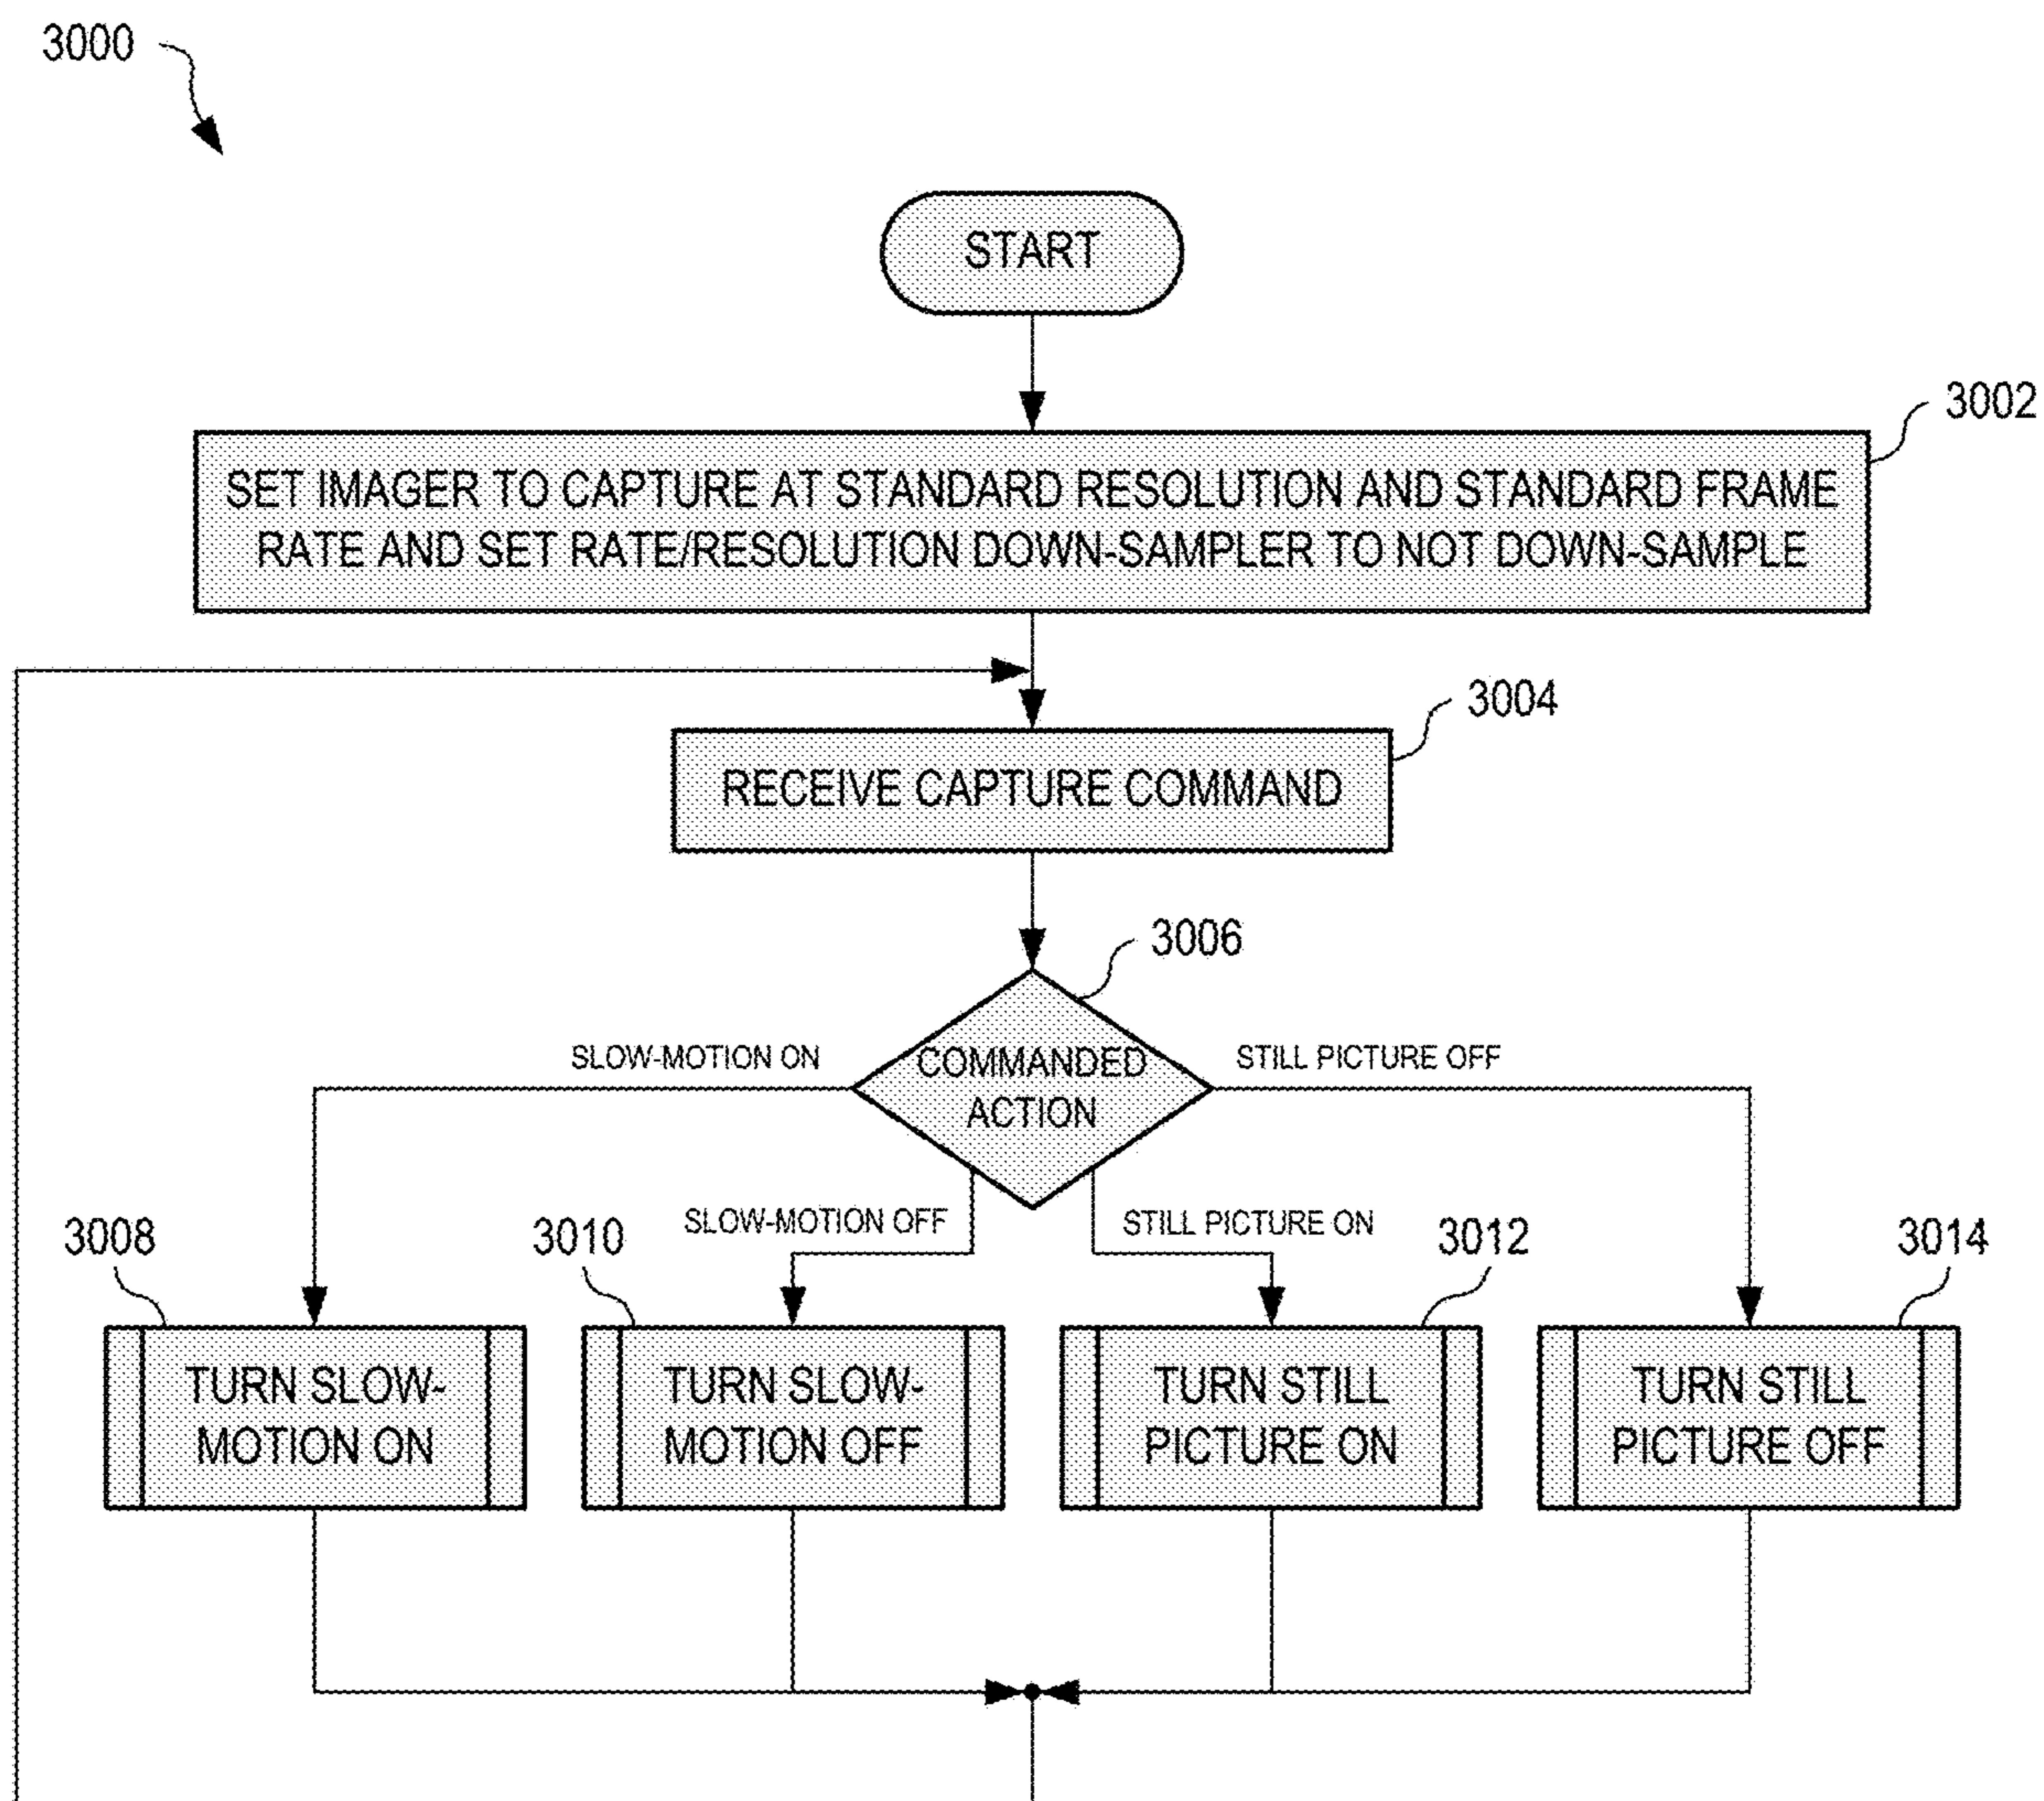 3000
START
3002
SET IMAGER TO CAPTURE AT STANDARD RESOLUTION AND STANDARD FRAME
RATE AND SET RATE/RESOLUTION DOWN-SAMPLER TO NOT DOWN-SAMPLE
3004
RECEIVE CAPTURE COMMAND
3006
SLOW-MOTION ON
COMMANDED
ACTION
STILL PICTURE OFF
SLOW-MOTION OFF
STILL PICTURE ON
3008
3010
3012
3014
TURN SLOW-
MOTION ON
TURN SLOW-
MOTION OFF
TURN STILL
PICTURE ON
TURN STILL
PICTURE OFF